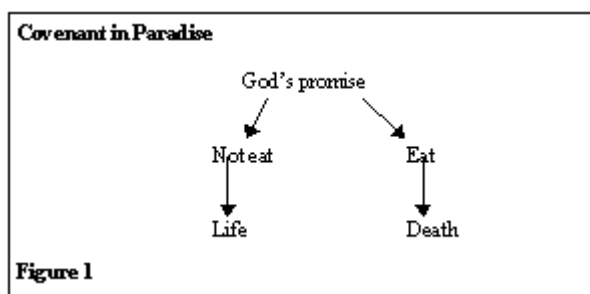 Covenant in Paradise
God's promise
Not eat Eat
Life Death
Figure 1